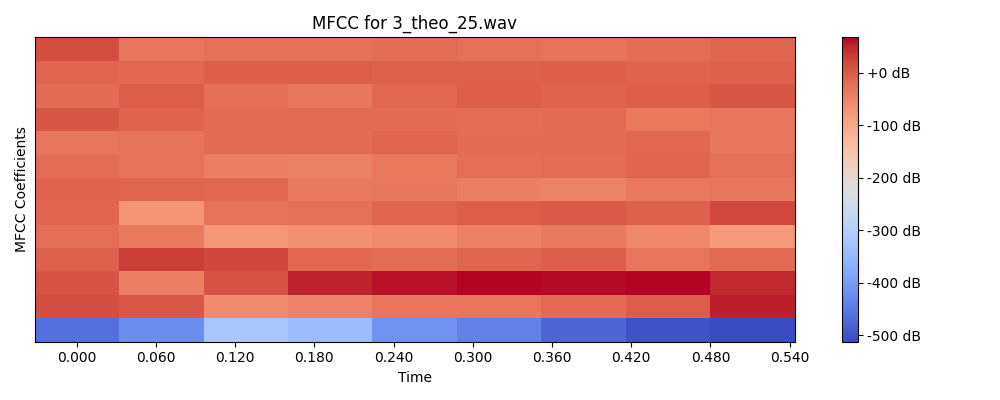 MFCC for 3_theo_25.wav
MFCC Coefficients
0.000 0.060 0.120 0.180 0.240 0.300 0.360 0.420 0.480 0.540
Time
+0 dB
-100 dB
-200 dB
-300 dB
-400 dB
-500 dB